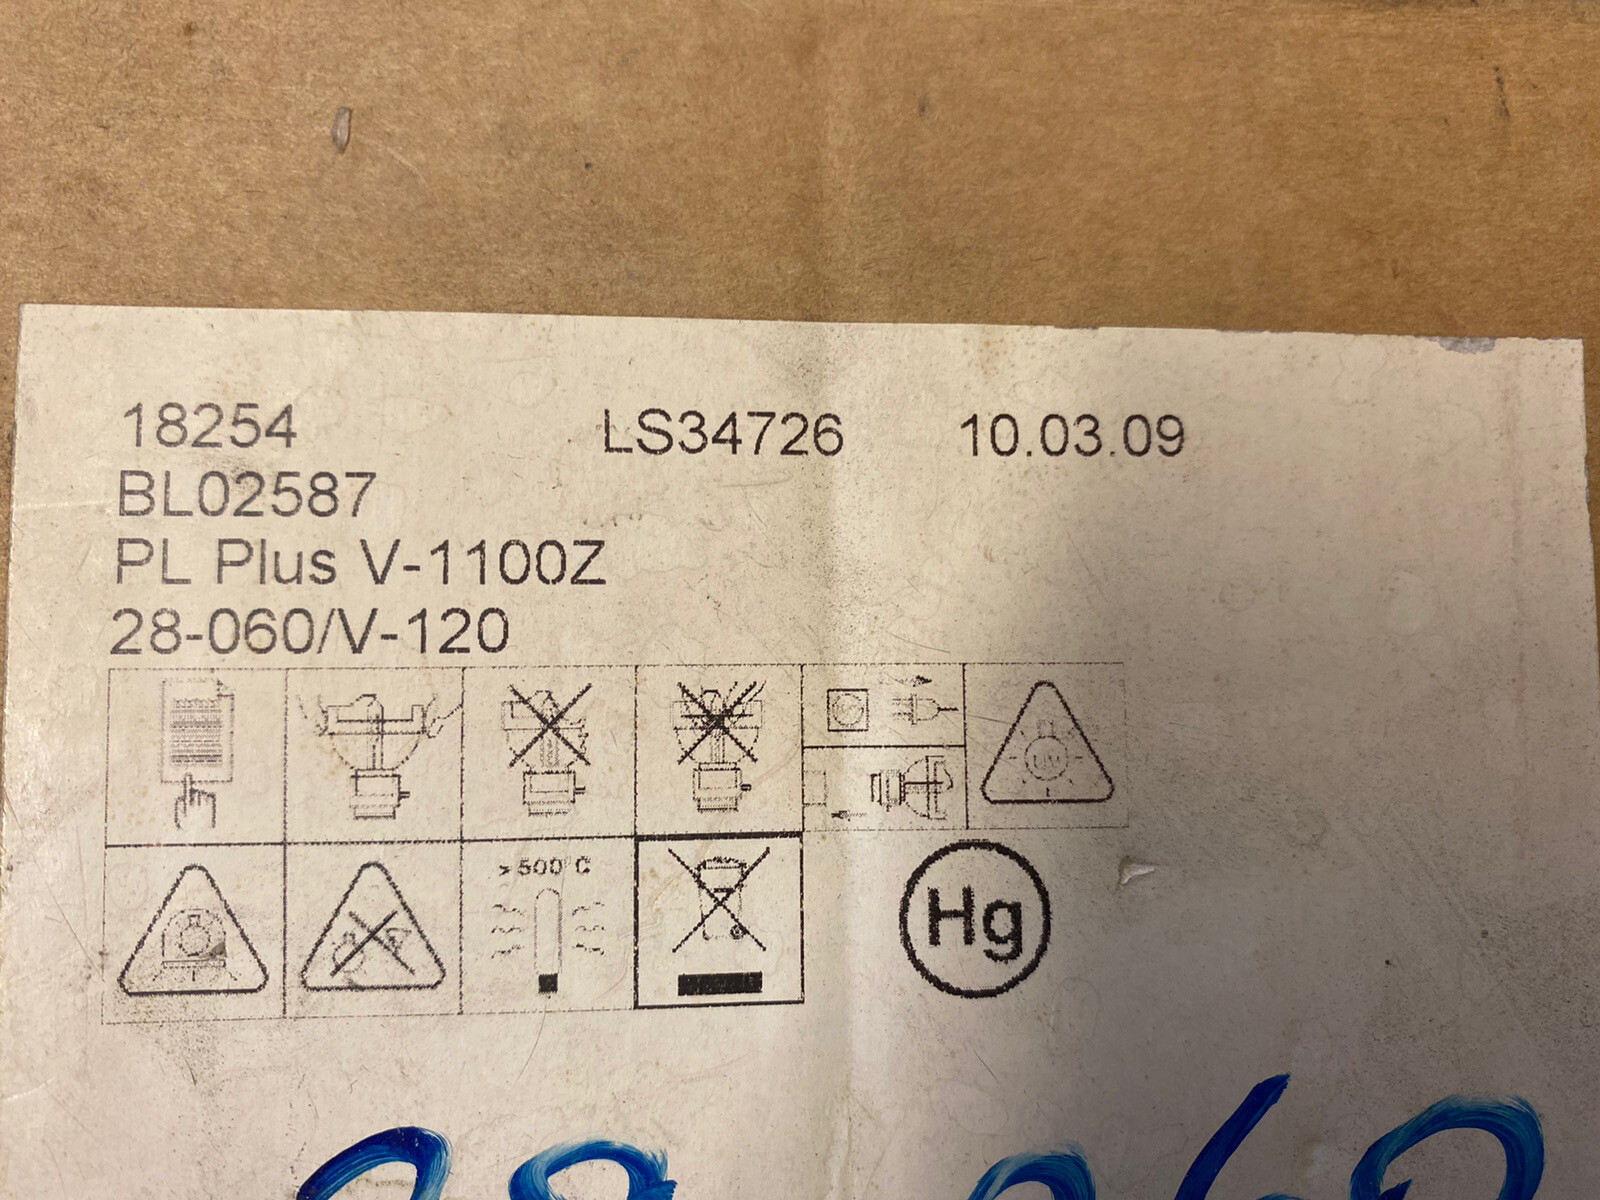 18254 LS34726 10.03.09
BL02587
PL Plus V-1100Z
28-060/V-120
UV
>500°C
Hg